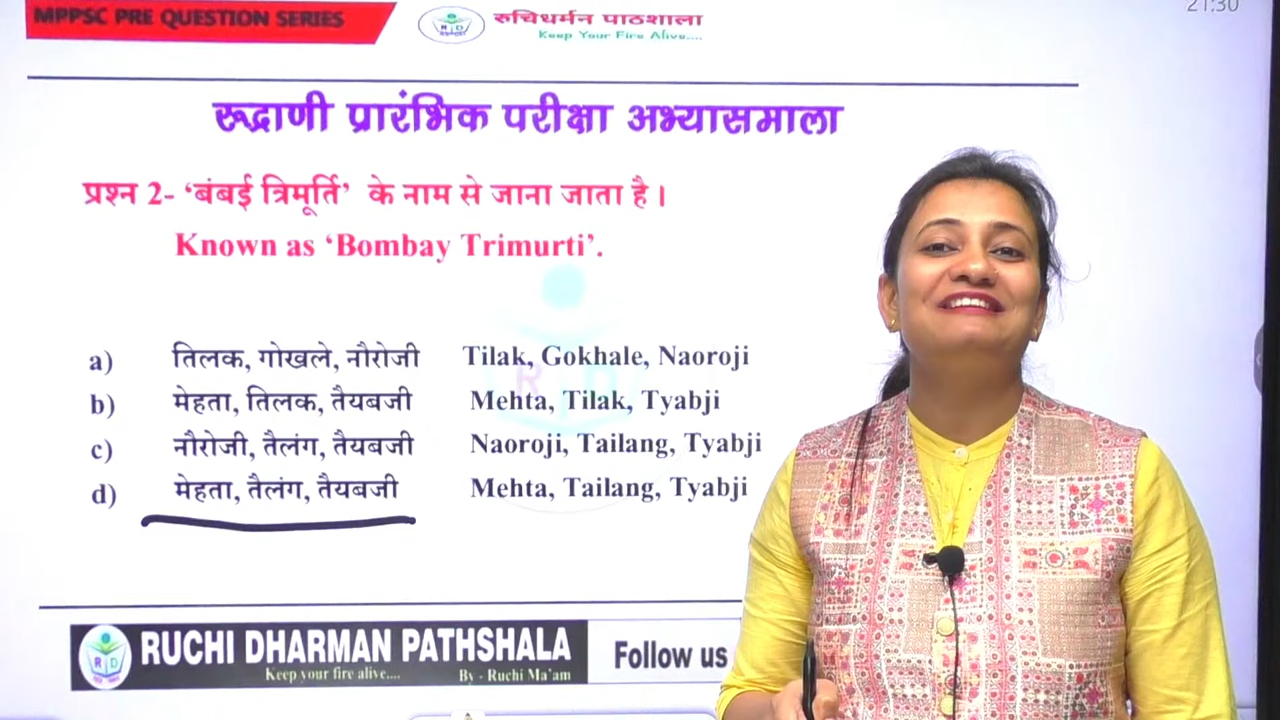 MPPSC PRE QUESTION SERIES
रुचिधर्मन पाठशाला
Keep Your Fire Alive....
21:30
रूद्राणी प्रारंभिक परीक्षा अभ्यासमाला
प्रश्न 2- ‘बंबई त्रिमूर्ति’ के नाम से जाना जाता है।
Known as ‘Bombay Trimurti’.
a) तिलक, गोखले, नौरोजी Tilak, Gokhale, Naoroji
b) मेहता, तिलक, तैयबजी Mehta, Tilak, Tyabji
c) नौरोजी, तैलंग, तैयबजी Naoroji, Tailang, Tyabji
d) मेहता, तैलंग, तैयबजी Mehta, Tailang, Tyabji
R D
RUCHI DHARMAN PATHSHALA
Keep your fire alive.... By - Ruchi Ma’am
Follow us